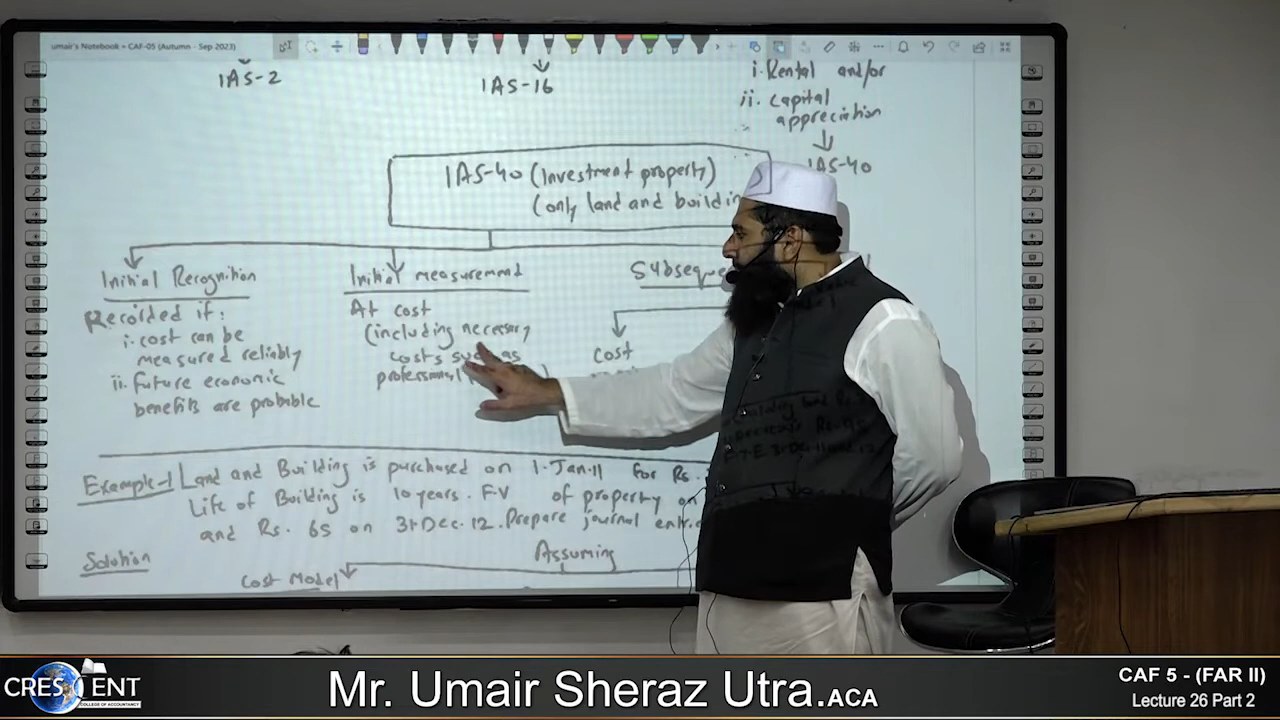 umair's Notebook » CAF-05 (Autumn - Sep 2023)
IAS-2
IAS-16
i. Rental and/or
ii. capital
appreciation
IAS-40
IAS-40 (Investment property)
(only land and buildin
Initial Recognition
Recorded if:
i. cost can be
measured reliably
ii. future economic
benefits are probable
Initial measurement
At cost
(including necessary
costs such as
professional
Subseque
cost
Example-1 Land and Building is purchased on 1.Jan.11 for Rs.
Life of Building is 10 years. F.V of property on
and Rs. 65 on 31.Dec.12. Prepare journal entri
Solution
Assuming
Cost Model
CRESCENT
COLLEGE OF ACCOUNTANCY
Mr. Umair Sheraz Utra.ACA
CAF 5 - (FAR II)
Lecture 26 Part 2